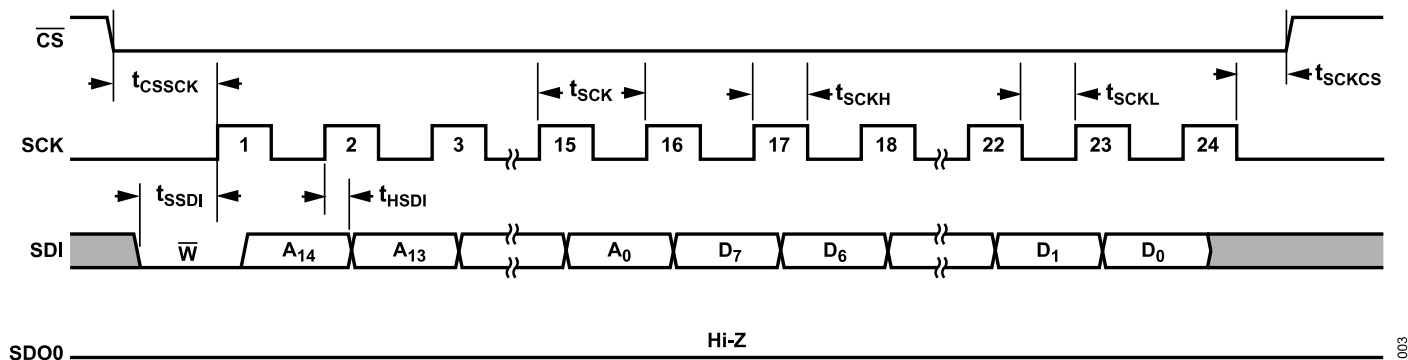 CS
tCSSCK
tSCK
tSCKH
tSCKL
tSCKCS
SCK
1 2 3 15 16 17 18 22 23 24
tSSDI
tHSDI
SDI
W A14 A13 A0 D7 D6 D1 D0
Hi-Z
SDO0
003